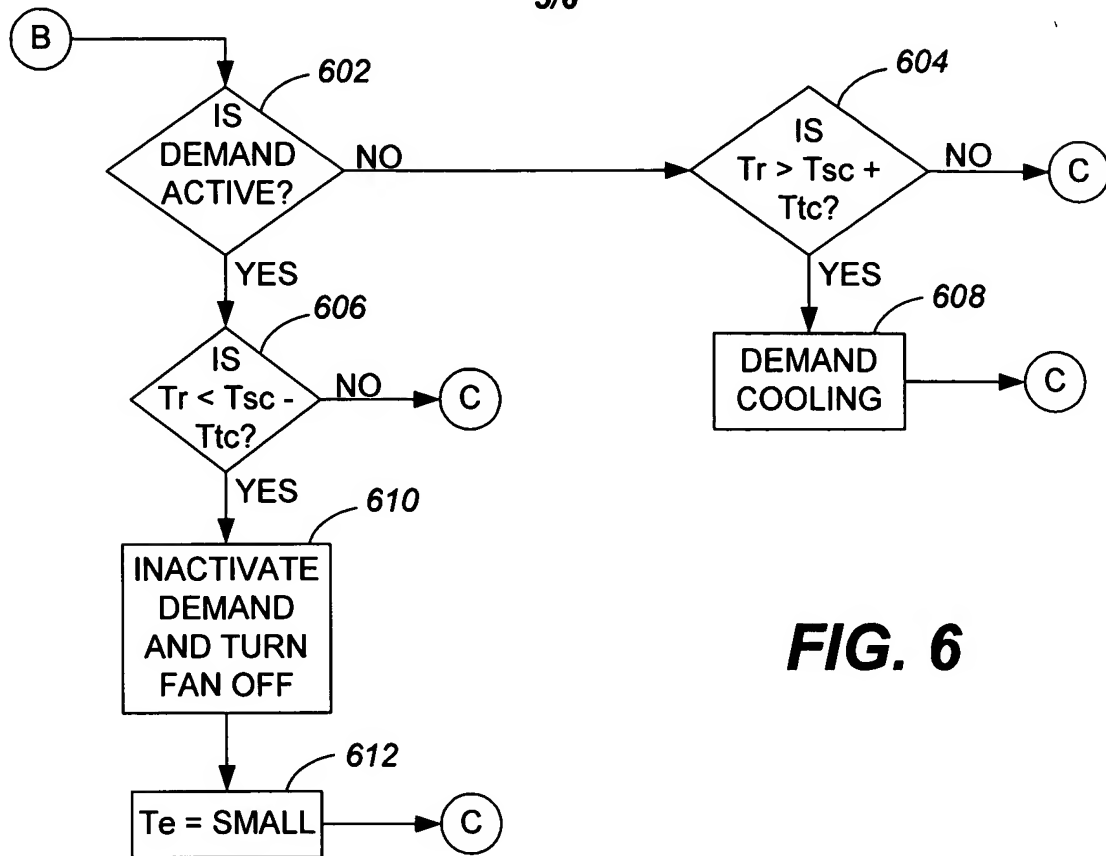 B
602
IS
DEMAND
ACTIVE?
NO
YES
604
IS
Tr > Tsc +
Ttc?
NO
C
YES
606
IS
Tr < Tsc -
Ttc?
NO
C
YES
608
DEMAND
COOLING
C
610
INACTIVATE
DEMAND
AND TURN
FAN OFF
612
Te = SMALL
C
FIG. 6